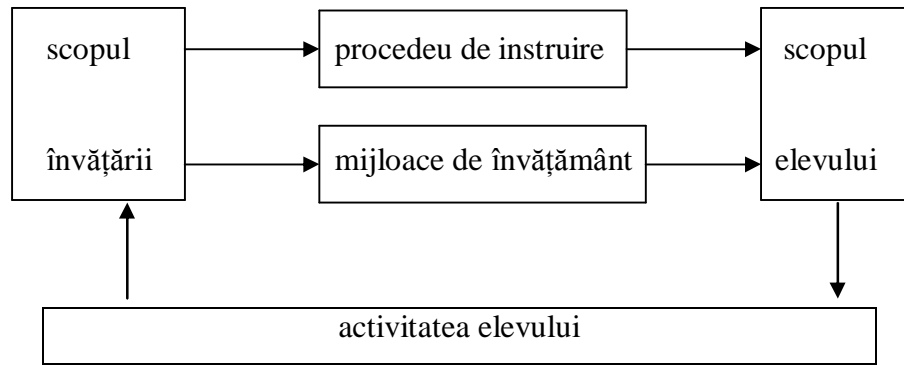 scopul
învățării
procedeu de instruire
mijloace de învățământ
scopul
elevului
activitatea elevului